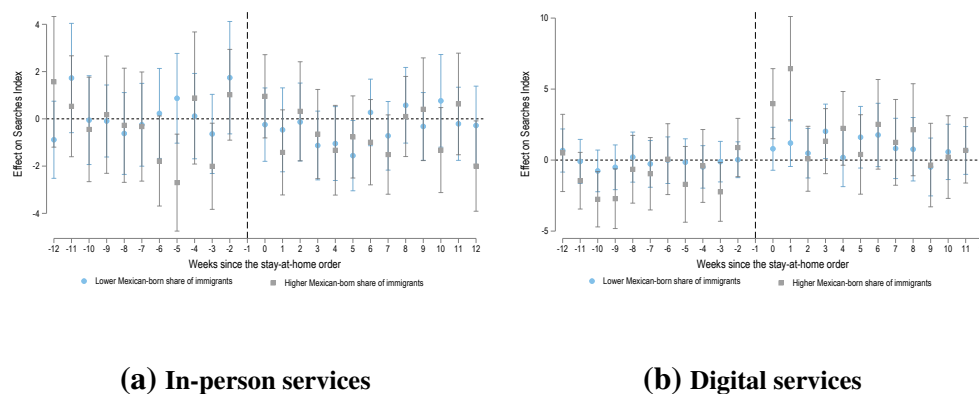 4
2
0
-2
-4
Effect on Searches Index
-12 -11 -10 -9 -8 -7 -6 -5 -4 -3 -2 -1 0 1 2 3 4 5 6 7 8 9 10 11 12
Weeks since the stay-at-home order
Lower Mexican-born share of immigrants Higher Mexican-born share of immigrants
(a) In-person services
10
5
0
-5
Effect on Searches Index
-12 -11 -10 -9 -8 -7 -6 -5 -4 -3 -2 -1 0 1 2 3 4 5 6 7 8 9 10 11
Weeks since the stay-at-home order
Lower Mexican-born share of immigrants Higher Mexican-born share of immigrants
(b) Digital services